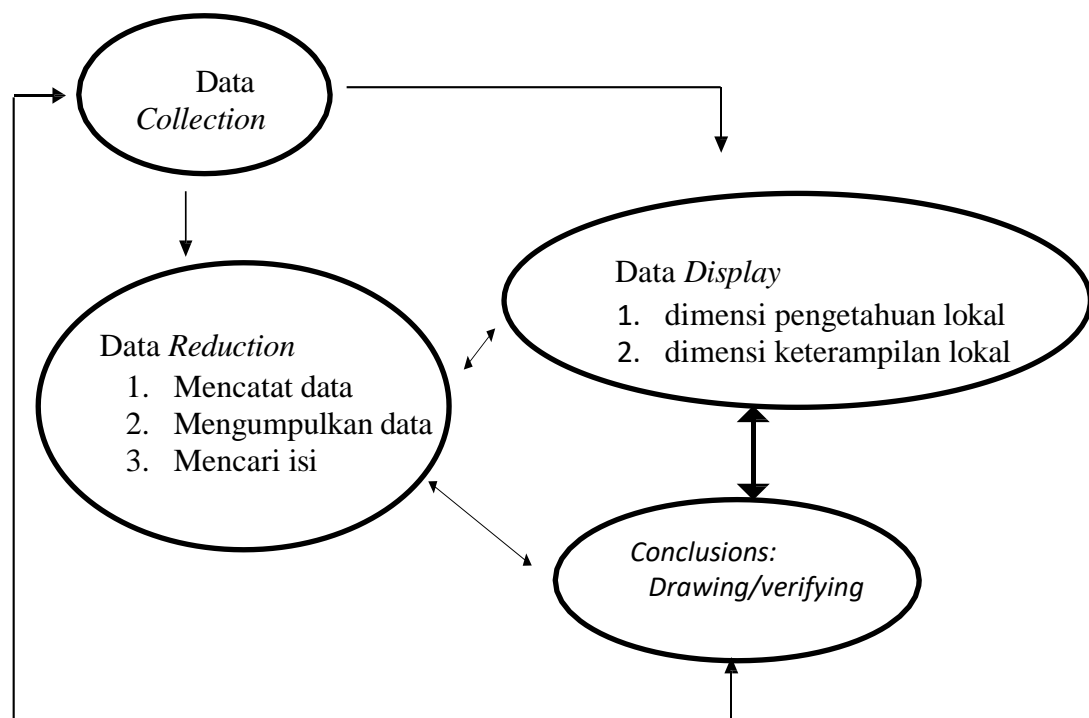 Data
Collection
Data Display
1. dimensi pengetahuan lokal
2. dimensi keterampilan lokal
Data Reduction
1. Mencatat data
2. Mengumpulkan data
3. Mencari isi
Conclusions:
Drawing/verifying